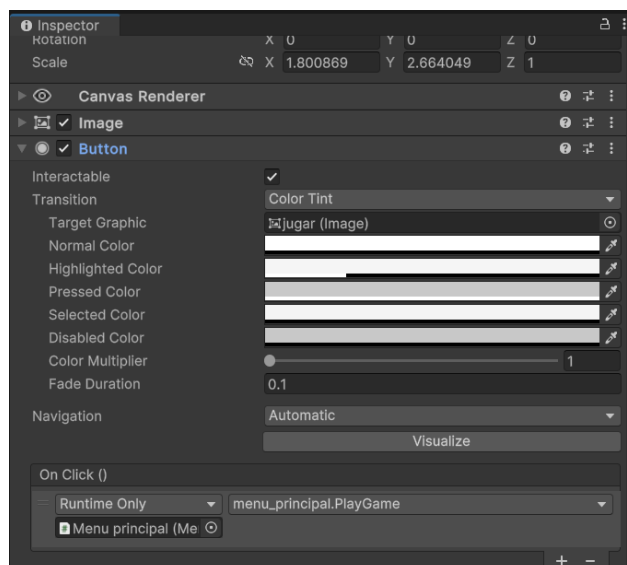 Inspector
Rotation X 0 Y 0 Z 0
Scale X 1.800869 Y 2.664049 Z 1
Canvas Renderer
Image
Button
Interactable
Transition Color Tint
Target Graphic jugar (Image)
Normal Color
Highlighted Color
Pressed Color
Selected Color
Disabled Color
Color Multiplier 1
Fade Duration 0.1
Navigation Automatic
Visualize
On Click ()
Runtime Only menu_principal.PlayGame
Menu principal (Me